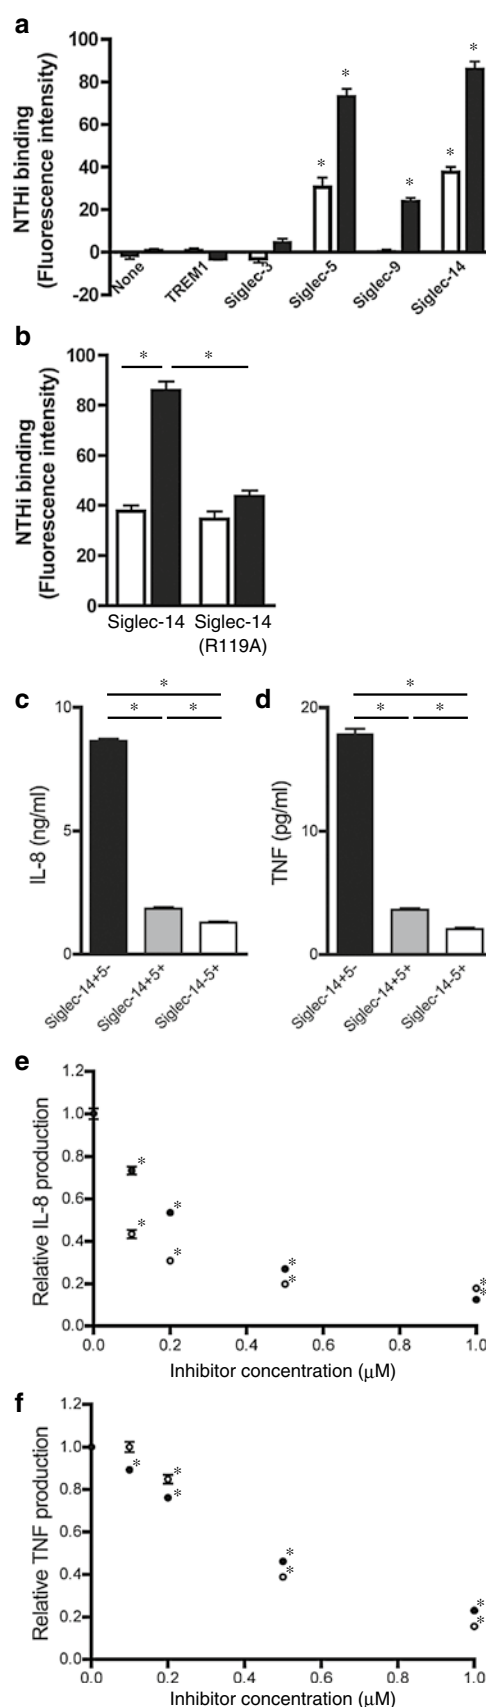 a
NTHi binding
(Fluorescence intensity)
100
80
60
40
20
0
-20
None
TREM1
Siglec-3
Siglec-5
Siglec-9
Siglec-14
*
*
*
*
*
b
NTHi binding
(Fluorescence intensity)
100
80
60
40
20
0
*
*
Siglec-14
Siglec-14
(R119A)
c
IL-8 (ng/ml)
10
5
0
*
*
*
Siglec-14+5-
Siglec-14+5+
Siglec-14-5+
d
TNF (pg/ml)
20
10
0
*
*
*
Siglec-14+5-
Siglec-14+5+
Siglec-14-5+
e
Relative IL-8 production
1.2
1.0
0.8
0.6
0.4
0.2
0.0
*
*
*
*
*
*
*
*
0.0 0.2 0.4 0.6 0.8 1.0
Inhibitor concentration (μM)
f
Relative TNF production
1.2
1.0
0.8
0.6
0.4
0.2
0.0
*
*
*
*
*
*
*
0.0 0.2 0.4 0.6 0.8 1.0
Inhibitor concentration (μM)